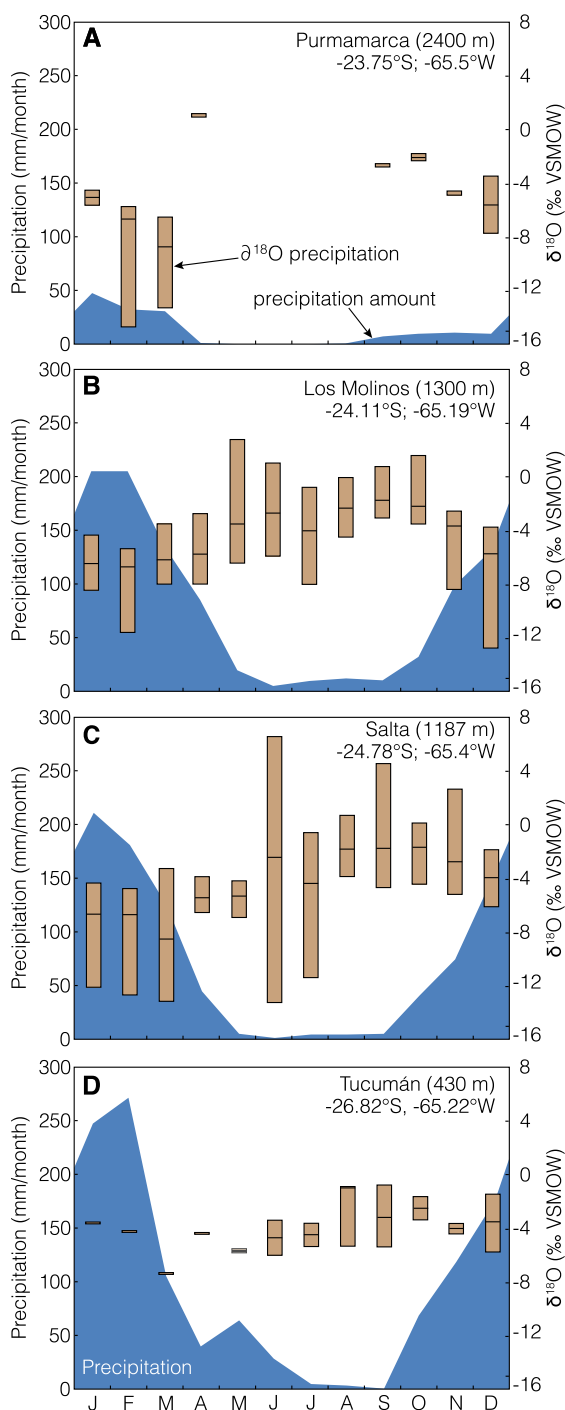 A
Purmamarca (2400 m)
-23.75°S; -65.5°W
Precipitation (mm/month)
300
250
200
150
100
50
0
8
4
0
-4
-8
-12
-16
δ18O (‰ VSMOW)
∂18O precipitation
precipitation amount
B
Los Molinos (1300 m)
-24.11°S; -65.19°W
Precipitation (mm/month)
300
250
200
150
100
50
0
8
4
0
-4
-8
-12
-16
δ18O (‰ VSMOW)
C
Salta (1187 m)
-24.78°S; -65.4°W
Precipitation (mm/month)
300
250
200
150
100
50
0
8
4
0
-4
-8
-12
-16
δ18O (‰ VSMOW)
D
Tucumán (430 m)
-26.82°S, -65.22°W
Precipitation (mm/month)
300
250
200
150
100
50
0
8
4
0
-4
-8
-12
-16
δ18O (‰ VSMOW)
Precipitation
J F M A M J J A S O N D